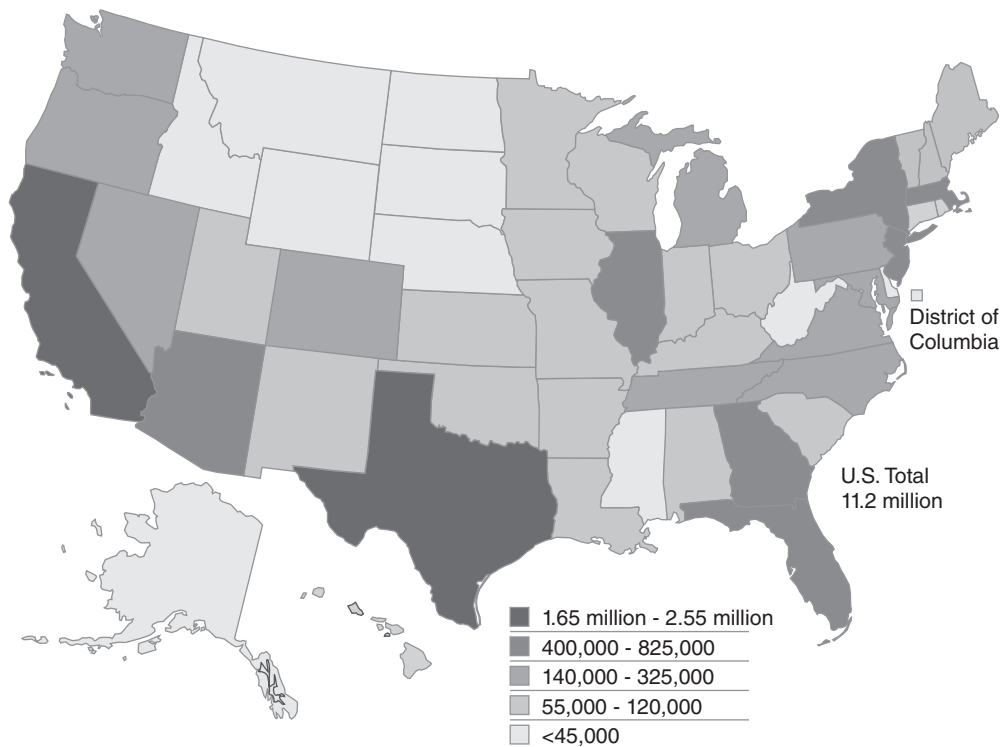 District of
Columbia
U.S. Total
11.2 million
1.65 million - 2.55 million
400,000 - 825,000
140,000 - 325,000
55,000 - 120,000
<45,000